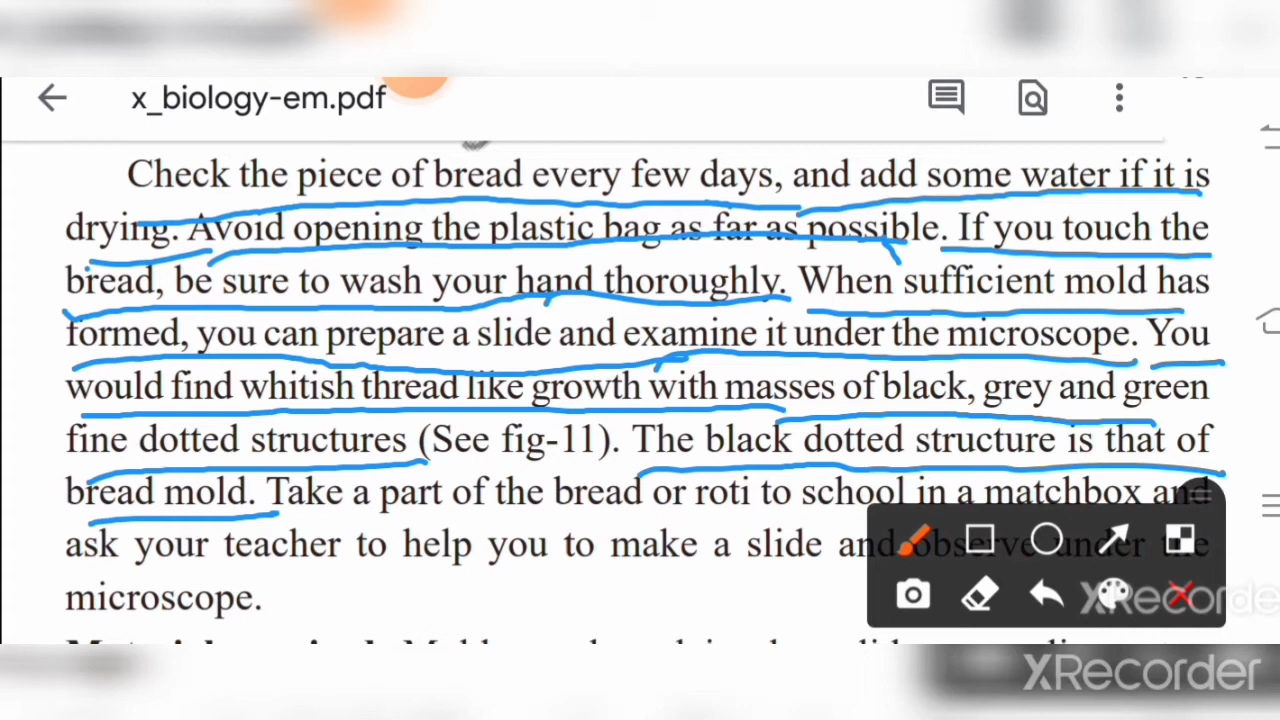 x_biology-em.pdf
Check the piece of bread every few days, and add some water if it is
drying. Avoid opening the plastic bag as far as possible. If you touch the
bread, be sure to wash your hand thoroughly. When sufficient mold has
formed, you can prepare a slide and examine it under the microscope. You
would find whitish thread like growth with masses of black, grey and green
fine dotted structures (See fig-11). The black dotted structure is that of
bread mold. Take a part of the bread or roti to school in a matchbox and
ask your teacher to help you to make a slide and observe under the
microscope.
XRecorder
XRecorder